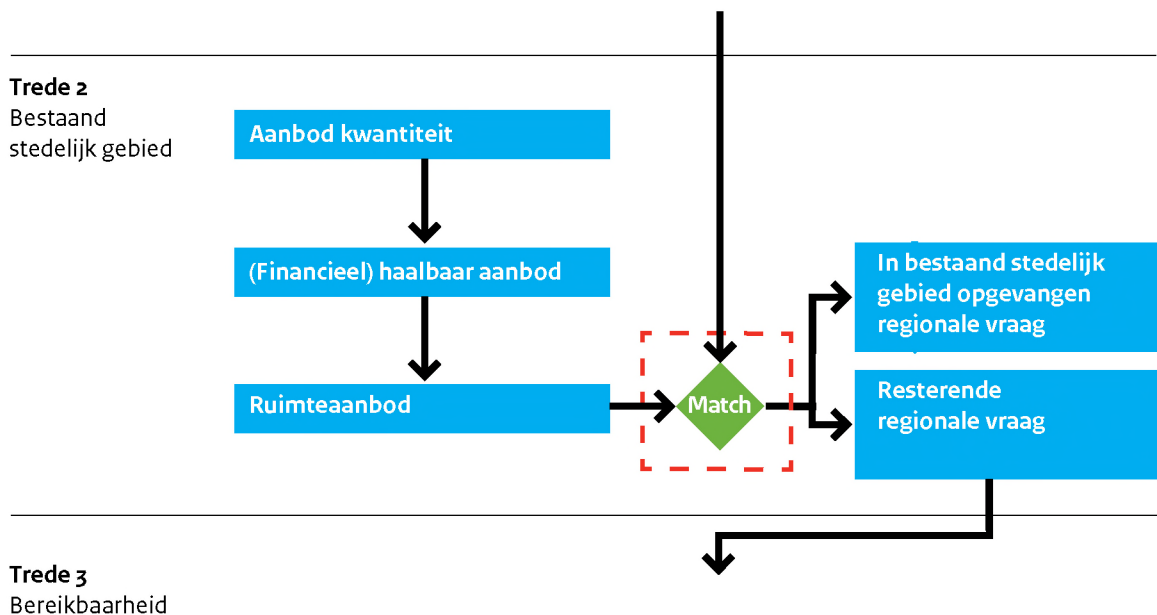 Trede 2
Bestaand
stedelijk gebied
Aanbod kwantiteit
(Financieel) haalbaar aanbod
Ruimteaanbod
Match
In bestaand stedelijk
gebied opgevangen
regionale vraag
Resterende
regionale vraag
Trede 3
Bereikbaarheid